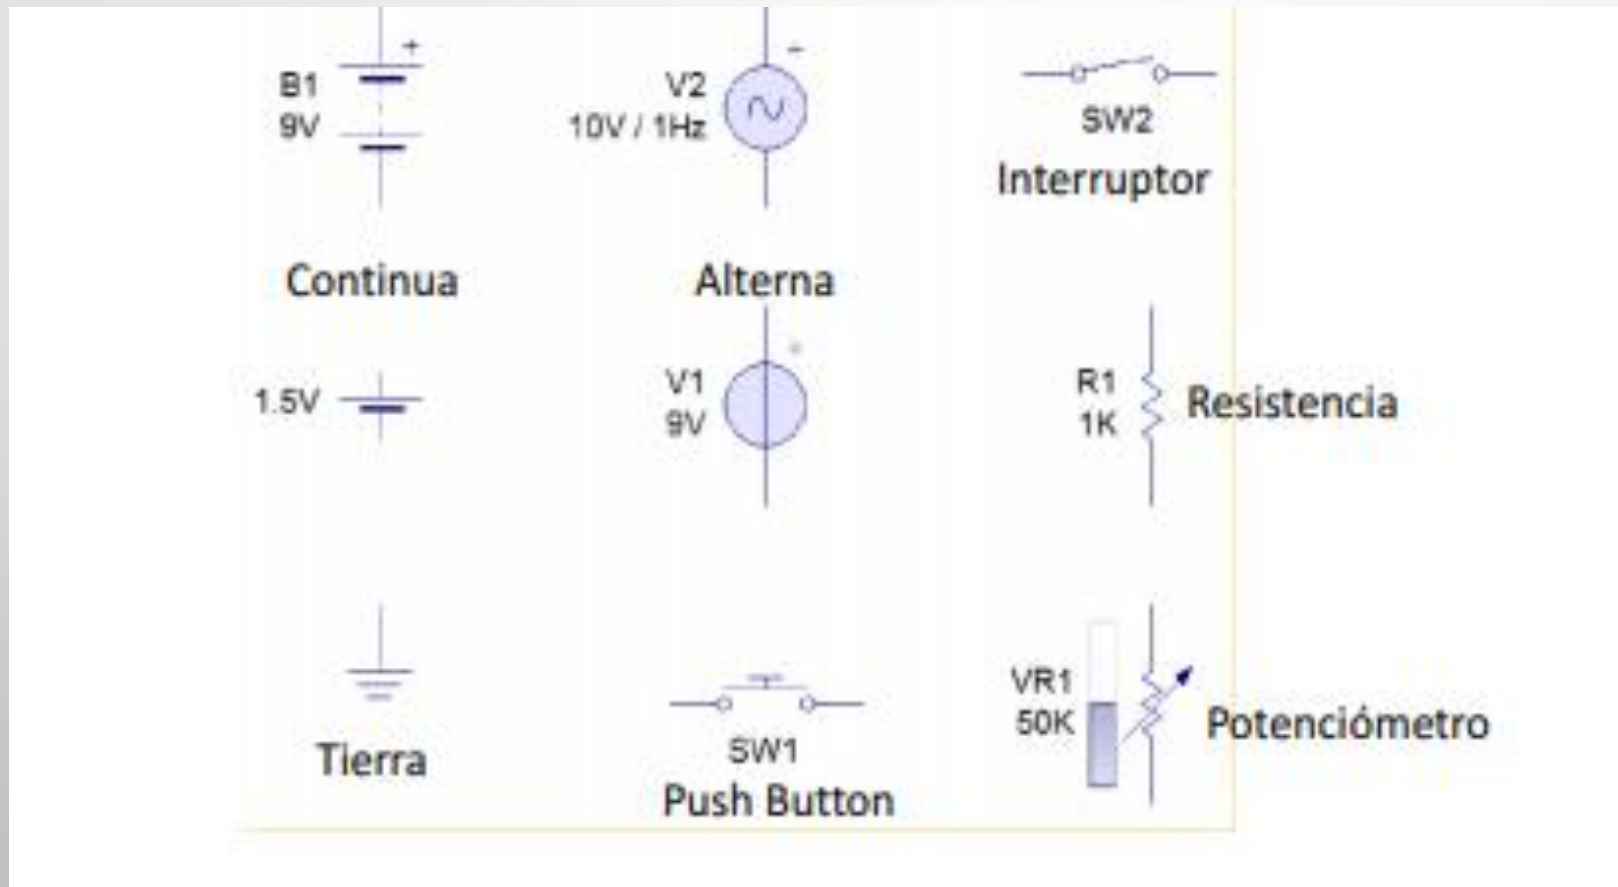 +
B1
9V
V2
10V / 1Hz
SW2
Interruptor
Continua
Alterna
1.5V
V1
9V
R1
1K
Resistencia
Tierra
SW1
Push Button
VR1
50K
Potenciómetro